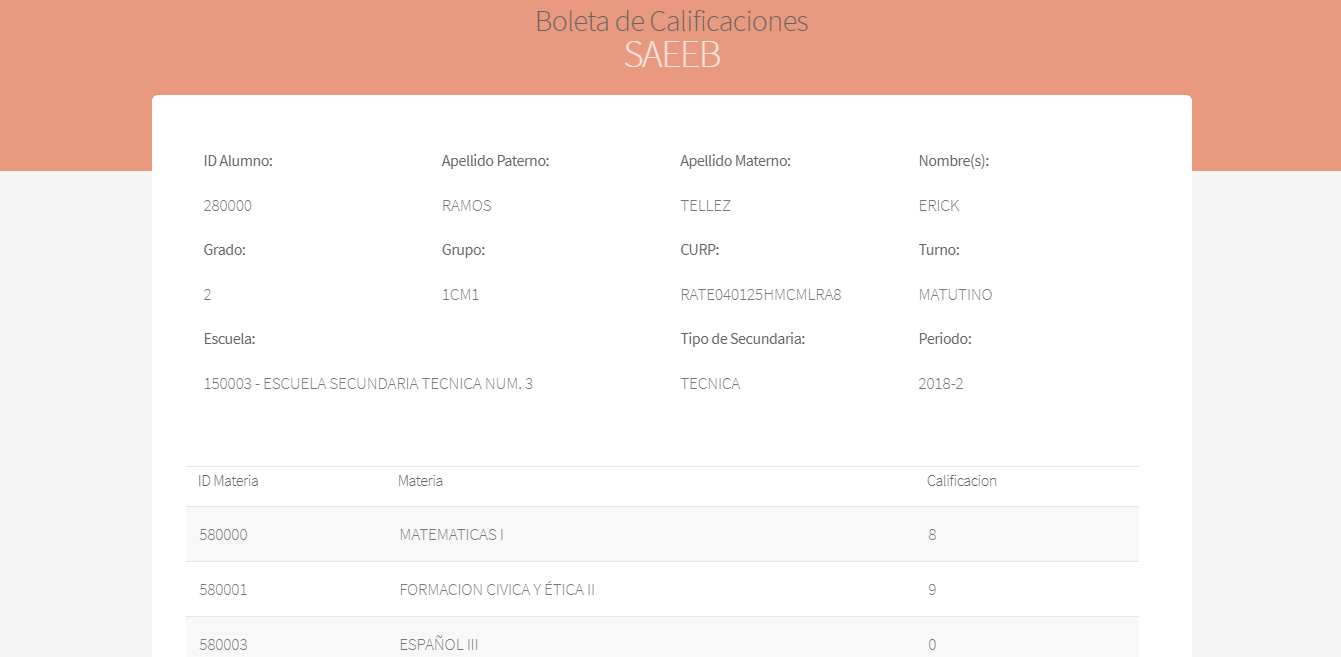 Boleta de Calificaciones
SAEEB
ID Alumno: Apellido Paterno: Apellido Materno: Nombre(s):
280000 RAMOS TELLEZ ERICK
Grado: Grupo: CURP: Turno:
2 1CM1 RATE040125HMCMLRA8 MATUTINO
Escuela: Tipo de Secundaria: Periodo:
150003 - ESCUELA SECUNDARIA TECNICA NUM. 3 TECNICA 2018-2
ID Materia Materia Calificacion
580000 MATEMATICAS I 8
580001 FORMACION CIVICA Y ÉTICA II 9
580003 ESPAÑOL III 0